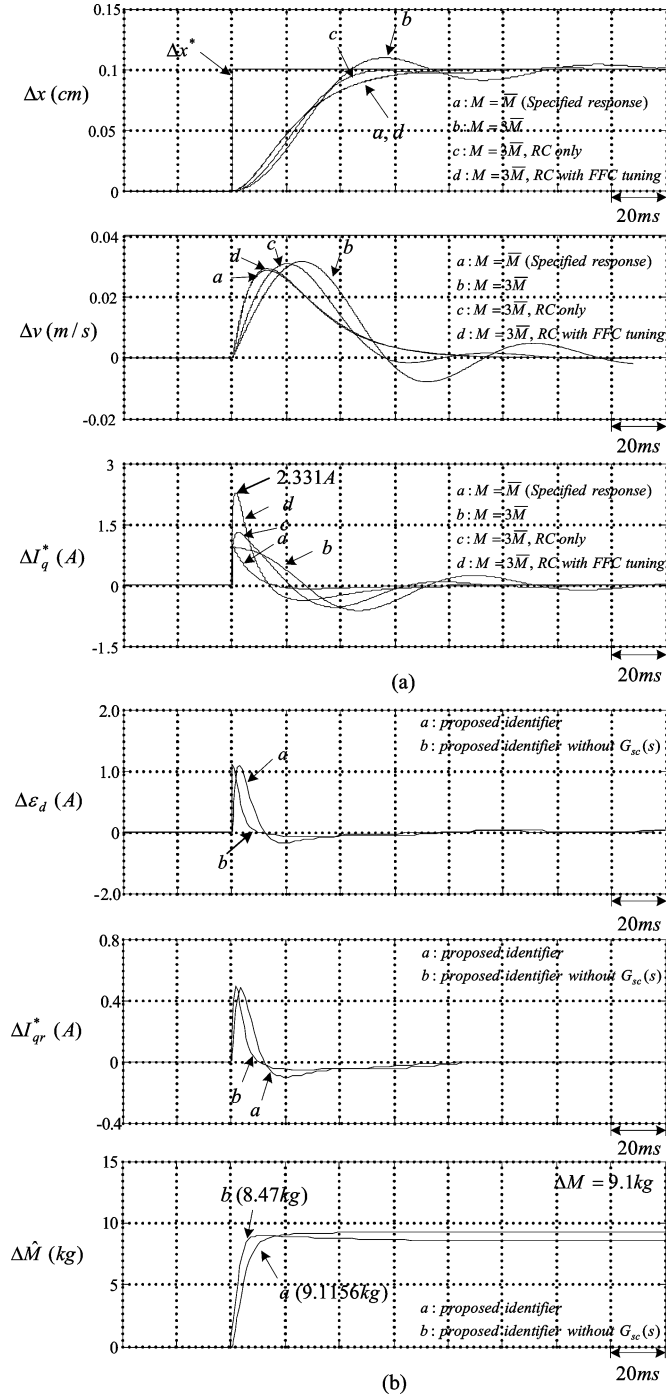 Δx (cm)
0.1
0.05
0
Δx*
c
b
a, d
a : M = M̅ (Specified response)
b : M = 3M̅
c : M = 3M̅, RC only
d : M = 3M̅, RC with FFC tuning
20ms
Δv (m / s)
0.04
0.02
0
-0.02
d
c
b
a
a : M = M̅ (Specified response)
b : M = 3M̅
c : M = 3M̅, RC only
d : M = 3M̅, RC with FFC tuning
20ms
ΔI*q (A)
3
1.5
0
-1.5
2.331A
d
c
a
b
a : M = M̅ (Specified response)
b : M = 3M̅
c : M = 3M̅, RC only
d : M = 3M̅, RC with FFC tuning
20ms
(a)
Δεd (A)
2.0
1.0
0
-2.0
a
b
a : proposed identifier
b : proposed identifier without Gsc(s)
20ms
ΔI*qr (A)
0.8
0.4
0
-0.4
b
a
a : proposed identifier
b : proposed identifier without Gsc(s)
20ms
ΔM̂ (kg)
15
10
5
0
b (8.47kg)
a (9.1156kg)
ΔM = 9.1kg
a : proposed identifier
b : proposed identifier without Gsc(s)
20ms
(b)